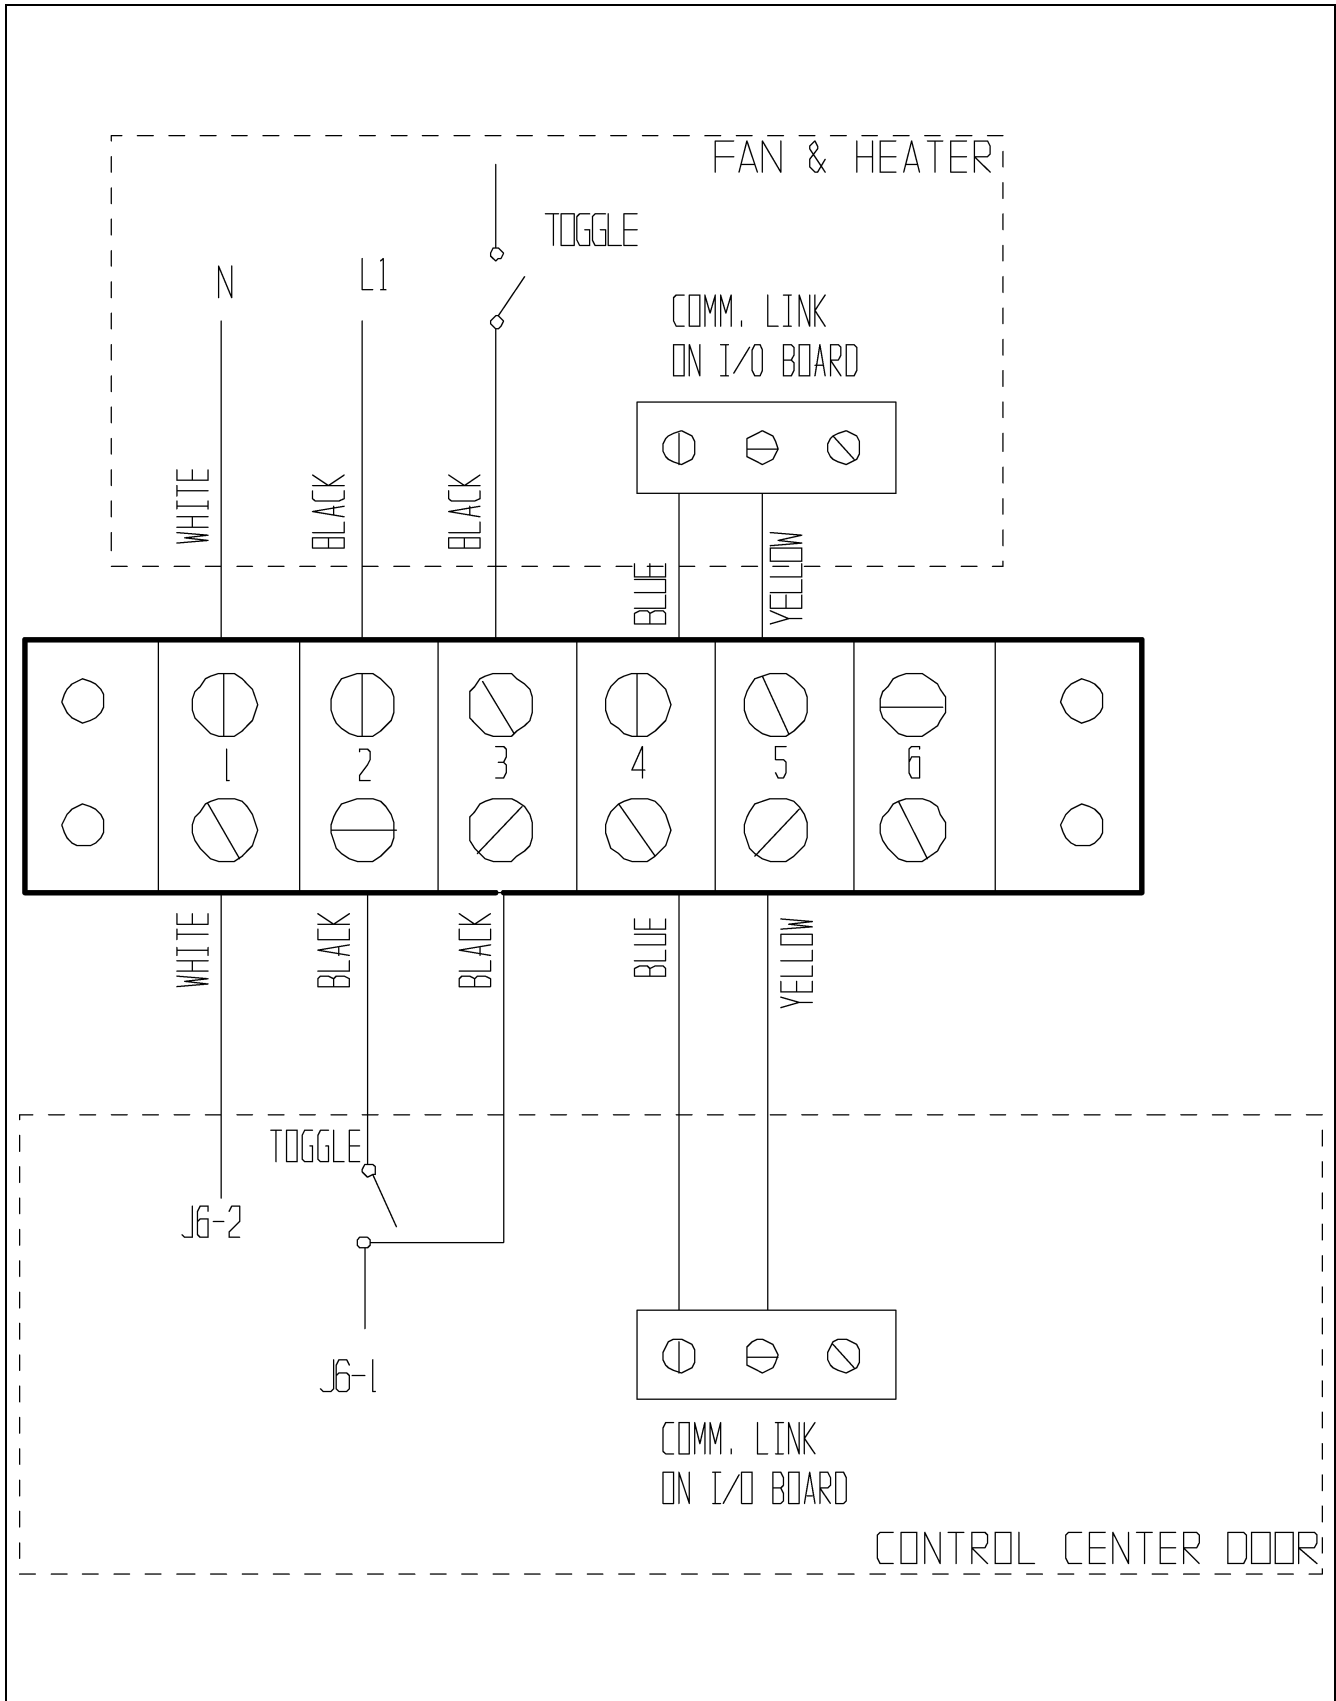 FAN & HEATER
TOGGLE
N
L1
COMM. LINK
ON I/O BOARD
WHITE
BLACK
BLACK
BLUE
YELLOW
1
2
3
4
5
6
WHITE
BLACK
BLACK
BLUE
YELLOW
TOGGLE
J6-2
J6-1
COMM. LINK
ON I/O BOARD
CONTROL CENTER DOOR